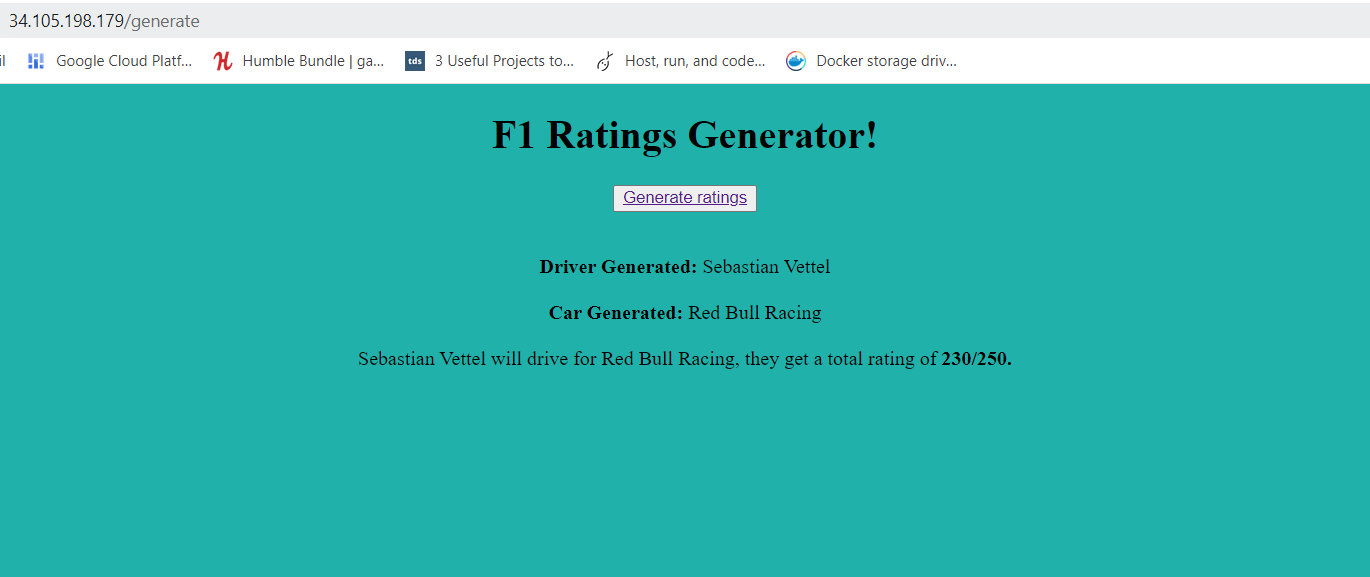 34.105.198.179/generate
il Google Cloud Platf... H Humble Bundle | ga... tds 3 Useful Projects to... Host, run, and code... Docker storage driv...
F1 Ratings Generator!
Generate ratings
Driver Generated: Sebastian Vettel
Car Generated: Red Bull Racing
Sebastian Vettel will drive for Red Bull Racing, they get a total rating of 230/250.